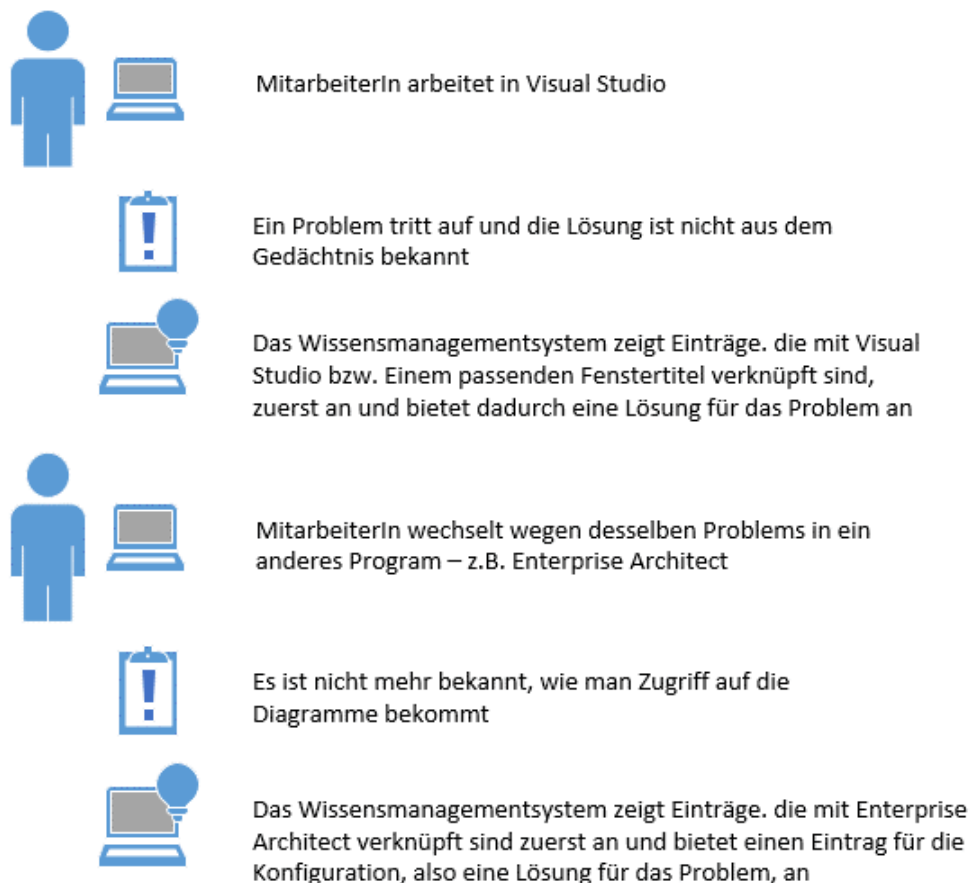 MitarbeiterIn arbeitet in Visual Studio
Ein Problem tritt auf und die Lösung ist nicht aus dem
Gedächtnis bekannt
Das Wissensmanagementsystem zeigt Einträge. die mit Visual
Studio bzw. Einem passenden Fenstertitel verknüpft sind,
zuerst an und bietet dadurch eine Lösung für das Problem an
MitarbeiterIn wechselt wegen desselben Problems in ein
anderes Program – z.B. Enterprise Architect
Es ist nicht mehr bekannt, wie man Zugriff auf die
Diagramme bekommt
Das Wissensmanagementsystem zeigt Einträge. die mit Enterprise
Architect verknüpft sind zuerst an und bietet einen Eintrag für die
Konfiguration, also eine Lösung für das Problem, an